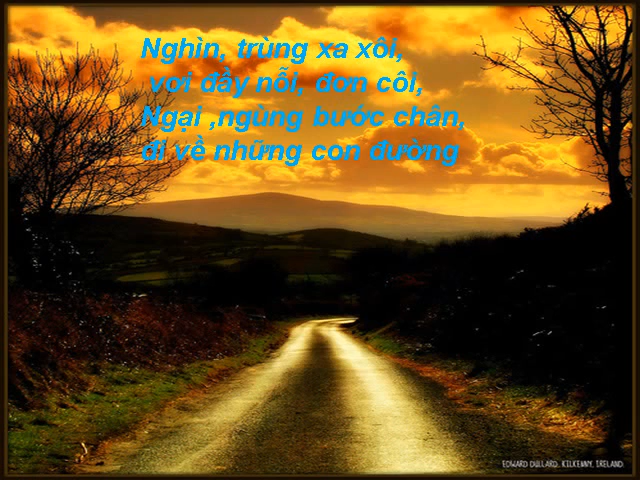 Nghìn, trùng xa xôi,
vơi đầy nỗi, đơn côi,
Ngại ,ngùng bước chân,
đi về những con đường
EDWARD DULLARD, KILKENNY, IRELAND